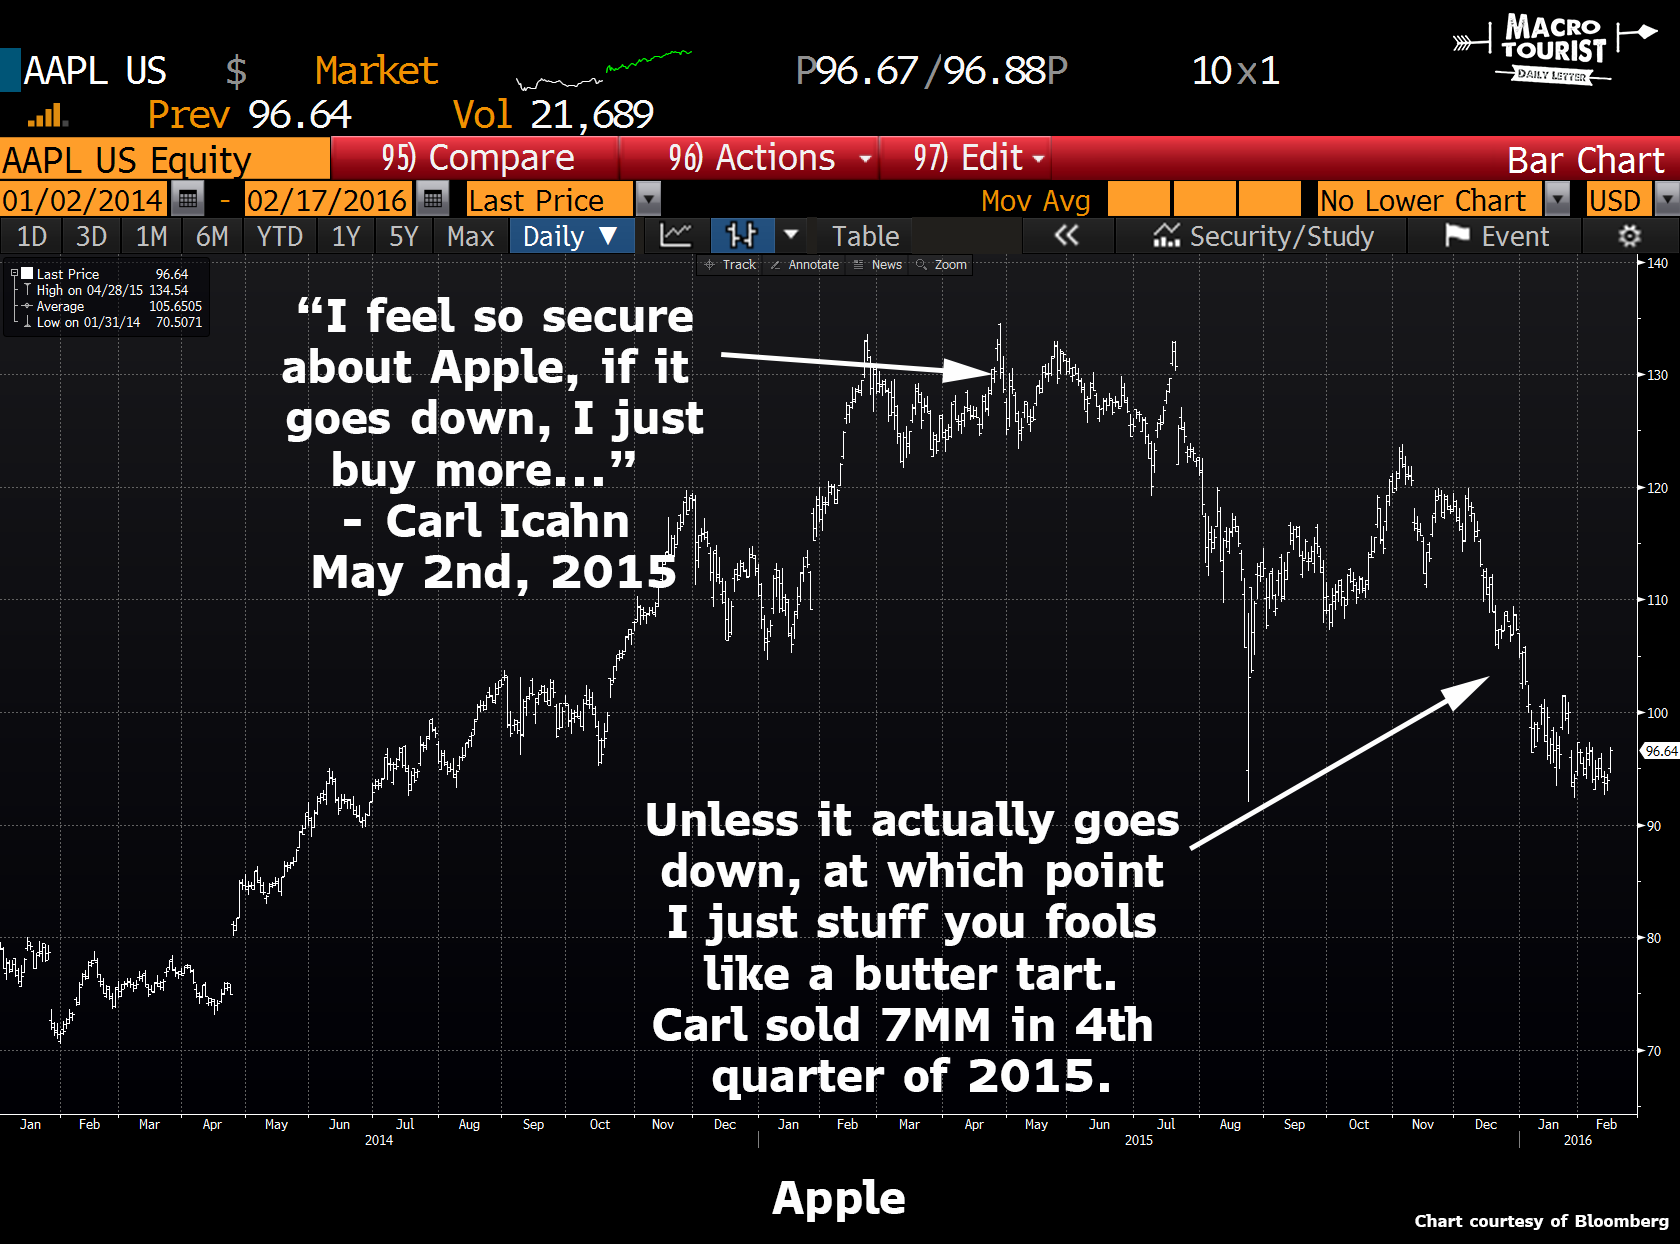 MACRO
TOURIST
DAILY LETTER
AAPL US $ Market P96.67/96.88P 10x1
Prev 96.64 Vol 21,689
AAPL US Equity 95) Compare 96) Actions 97) Edit Bar Chart
01/02/2014 - 02/17/2016 Last Price Mov Avg No Lower Chart USD
1D 3D 1M 6M YTD 1Y 5Y Max Daily ▼ Table « Security/Study Event
Track Annotate News Zoom
Last Price 96.64
High on 04/28/15 134.54
Average 105.6505
Low on 01/31/14 70.5071
“I feel so secure
about Apple, if it
goes down, I just
buy more...”
- Carl Icahn
May 2nd, 2015
Unless it actually goes
down, at which point
I just stuff you fools
like a butter tart.
Carl sold 7MM in 4th
quarter of 2015.
140
130
120
110
100
96.64
90
80
70
Jan Feb Mar Apr May Jun Jul Aug Sep Oct Nov Dec Jan Feb Mar Apr May Jun Jul Aug Sep Oct Nov Dec Jan Feb
2014 2015 2016
Apple
Chart courtesy of Bloomberg